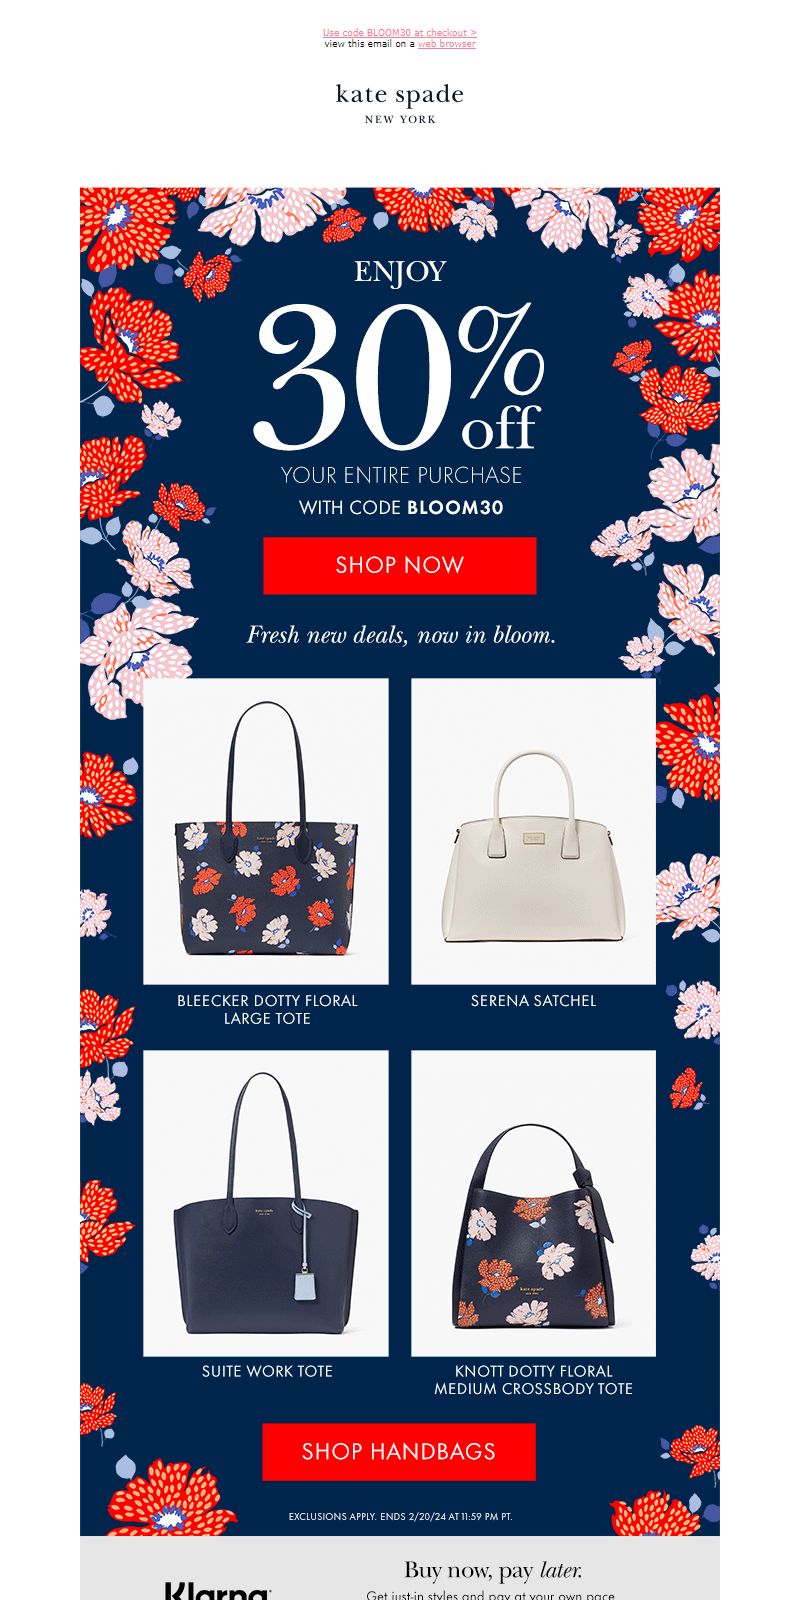 Use code BLOOM30 at checkout >
view this email on a web browser
kate spade
NEW YORK
ENJOY
30%
off
YOUR ENTIRE PURCHASE
WITH CODE BLOOM30
SHOP NOW
Fresh new deals, now in bloom.
BLEECKER DOTTY FLORAL
LARGE TOTE
SERENA SATCHEL
kate spade
SUITE WORK TOTE
kate spade
KNOTT DOTTY FLORAL
MEDIUM CROSSBODY TOTE
SHOP HANDBAGS
EXCLUSIONS APPLY. ENDS 2/20/24 AT 11:59 PM PT.
Buy now, pay later.
Klarna
Get just-in styles and pay at your own pace